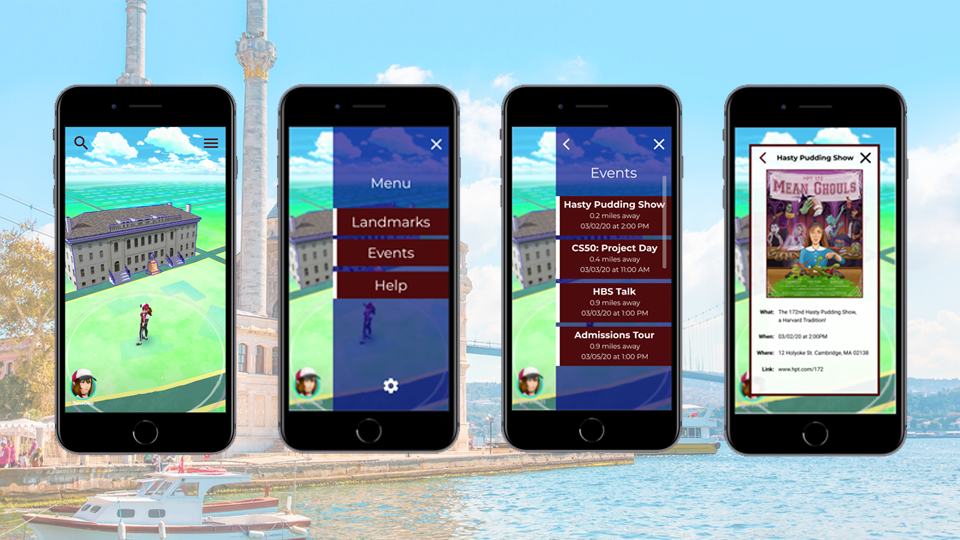 Menu
Landmarks
Events
Help
Events
Hasty Pudding Show
0.2 miles away
03/02/20 at 2:00 PM
CS50: Project Day
0.4 miles away
03/03/20 at 11:00 AM
HBS Talk
0.9 miles away
03/03/20 at 1:00 PM
Admissions Tour
0.9 miles away
03/05/20 at 1:00 PM
Hasty Pudding Show
HPT 172
MEAN GHOULS
What: The 172nd Hasty Pudding Show,
a Harvard Tradition!
When: 03/02/20 at 2:00PM
Where: 12 Holyoke St. Cambridge, MA 02138
Link: www.hpt.com/172